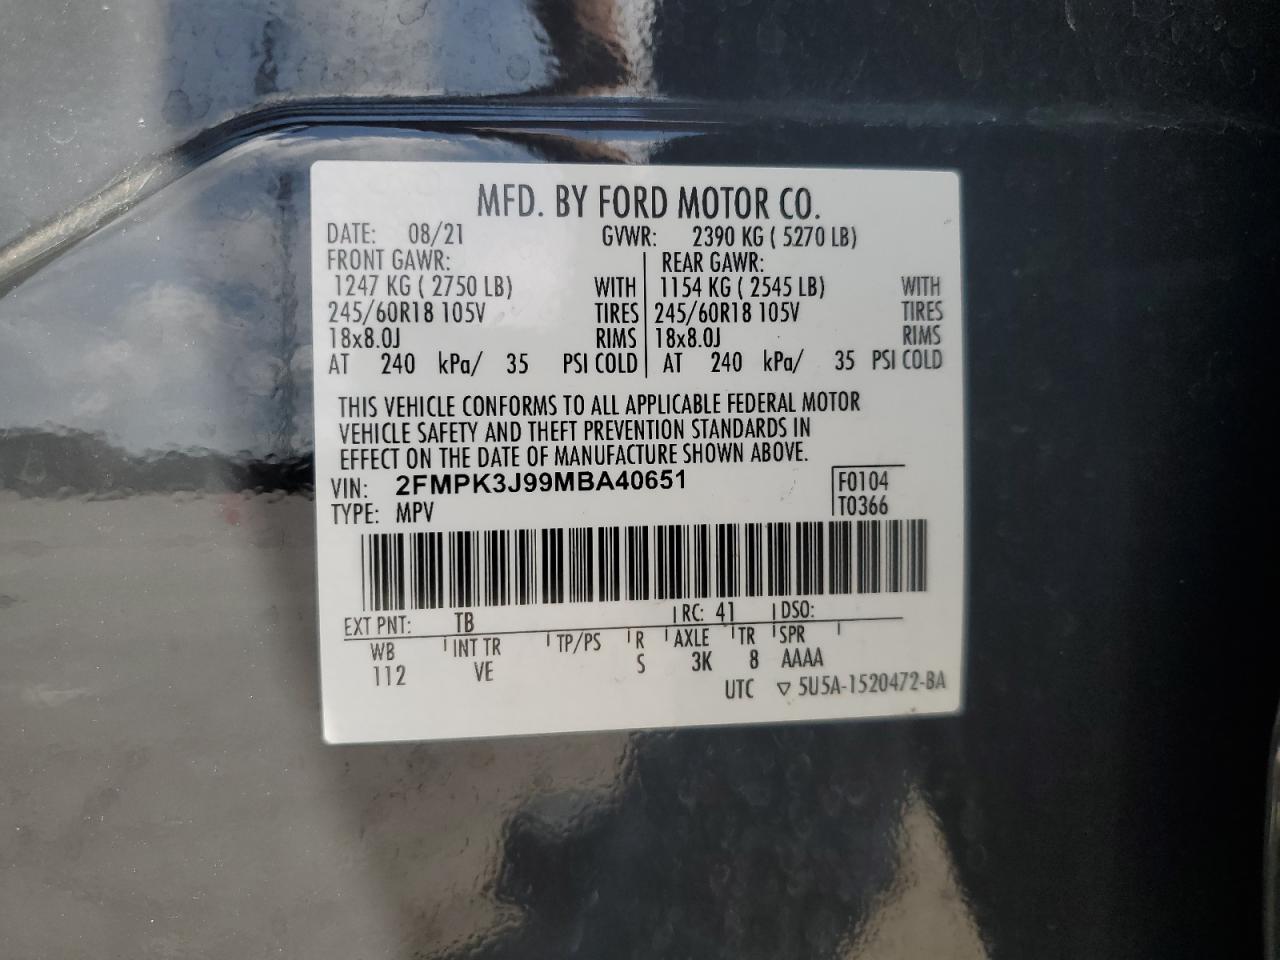 MFD. BY FORD MOTOR CO.
DATE: 08/21 GVWR: 2390 KG ( 5270 LB)
FRONT GAWR: REAR GAWR:
1247 KG ( 2750 LB) WITH 1154 KG ( 2545 LB) WITH
245/60R18 105V TIRES 245/60R18 105V TIRES
18x8.0J RIMS 18x8.0J RIMS
AT 240 kPa/ 35 PSI COLD AT 240 kPa/ 35 PSI COLD
THIS VEHICLE CONFORMS TO ALL APPLICABLE FEDERAL MOTOR
VEHICLE SAFETY AND THEFT PREVENTION STANDARDS IN
EFFECT ON THE DATE OF MANUFACTURE SHOWN ABOVE.
VIN: 2FMPK3J99MBA40651 F0104
TYPE: MPV T0366
EXT PNT: TB RC: 41 DSO:
WB INT TR TP/PS R AXLE TR SPR
112 VE S 3K 8 AAAA
UTC ▽ 5U5A-1520472-BA